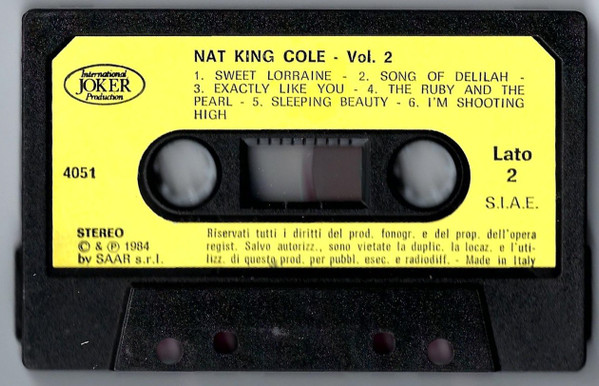 NAT KING COLE - Vol. 2
International
JOKER
Production
1. SWEET LORRAINE - 2. SONG OF DELILAH -
3. EXACTLY LIKE YOU - 4. THE RUBY AND THE
PEARL - 5. SLEEPING BEAUTY - 6. I'M SHOOTING
HIGH
4051
Lato
2
S.I.A.E.
STEREO
© & Ⓟ 1984
by SAAR s.r.l.
Riservati tutti i diritti del prod. fonogr. e del prop. dell'opera
regist. Salvo autorizz., sono vietate la duplic. la locaz. e l'uti-
lizz. di questo prod. per pubbl. esec. e radiodiff. - Made in Italy